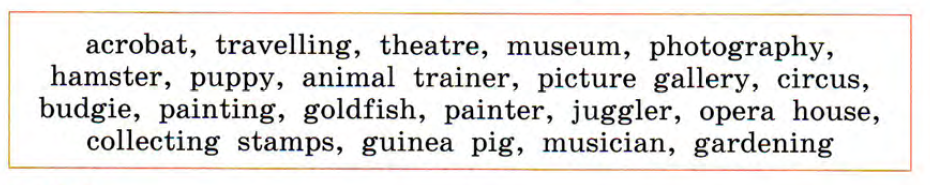 acrobat, travelling, theatre, museum, photography,
hamster, puppy, animal trainer, picture gallery, circus,
budgie, painting, goldfish, painter, juggler, opera house,
collecting stamps, guinea pig, musician, gardening